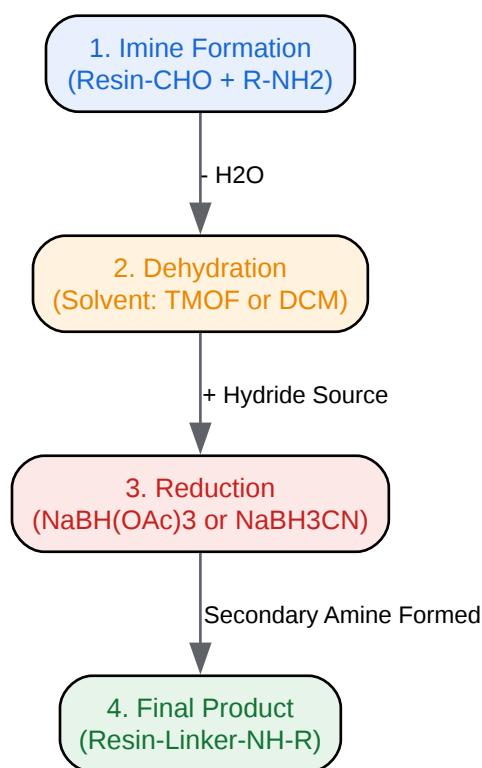 1. Imine Formation
(Resin-CHO + R-NH2)
- H2O
2. Dehydration
(Solvent: TMOF or DCM)
+ Hydride Source
3. Reduction
(NaBH(OAc)3 or NaBH3CN)
Secondary Amine Formed
4. Final Product
(Resin-Linker-NH-R)